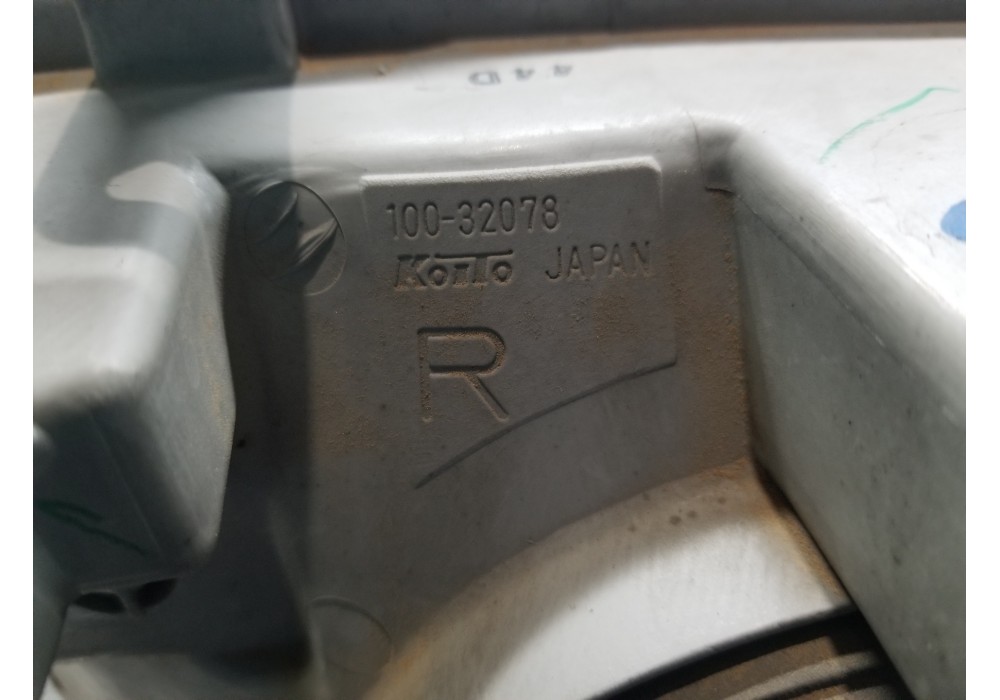 44D
100-32078
KOITO JAPAN
R